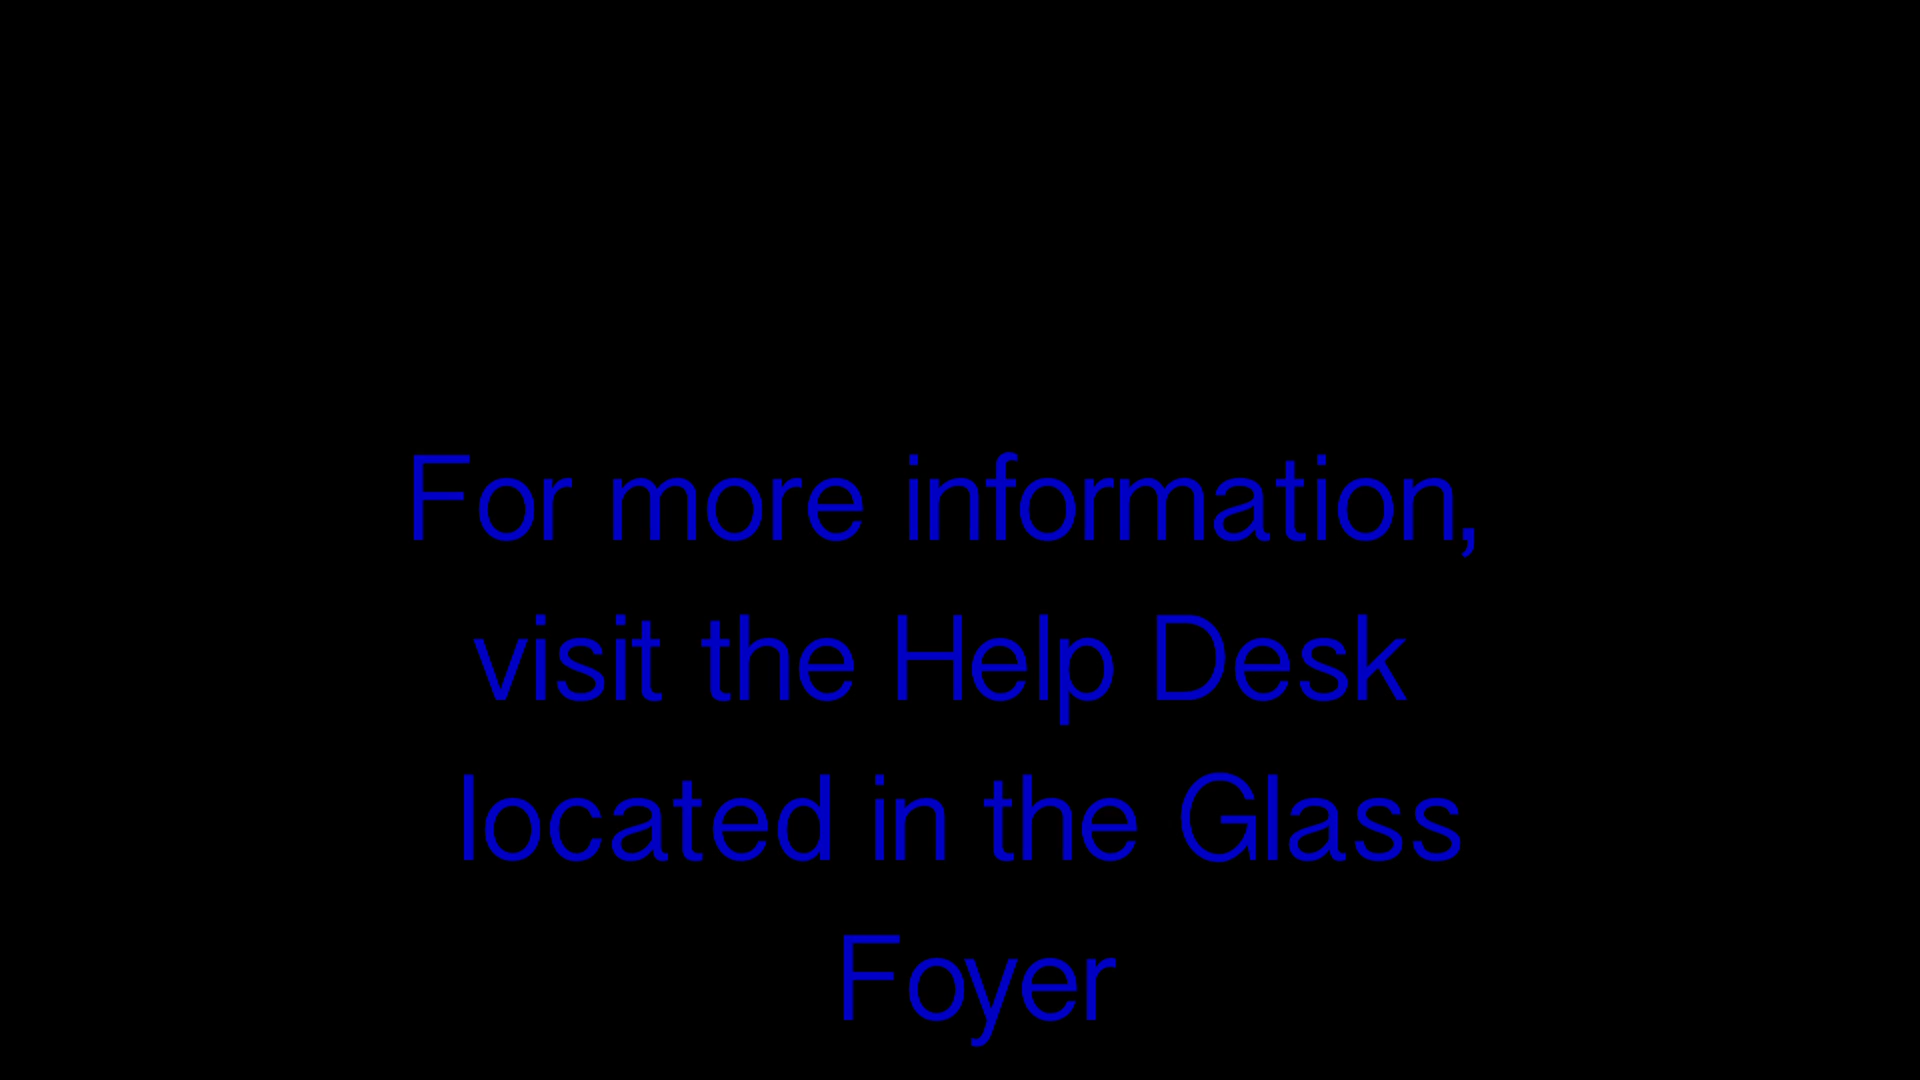 For more information,
visit the Help Desk
located in the Glass
Foyer